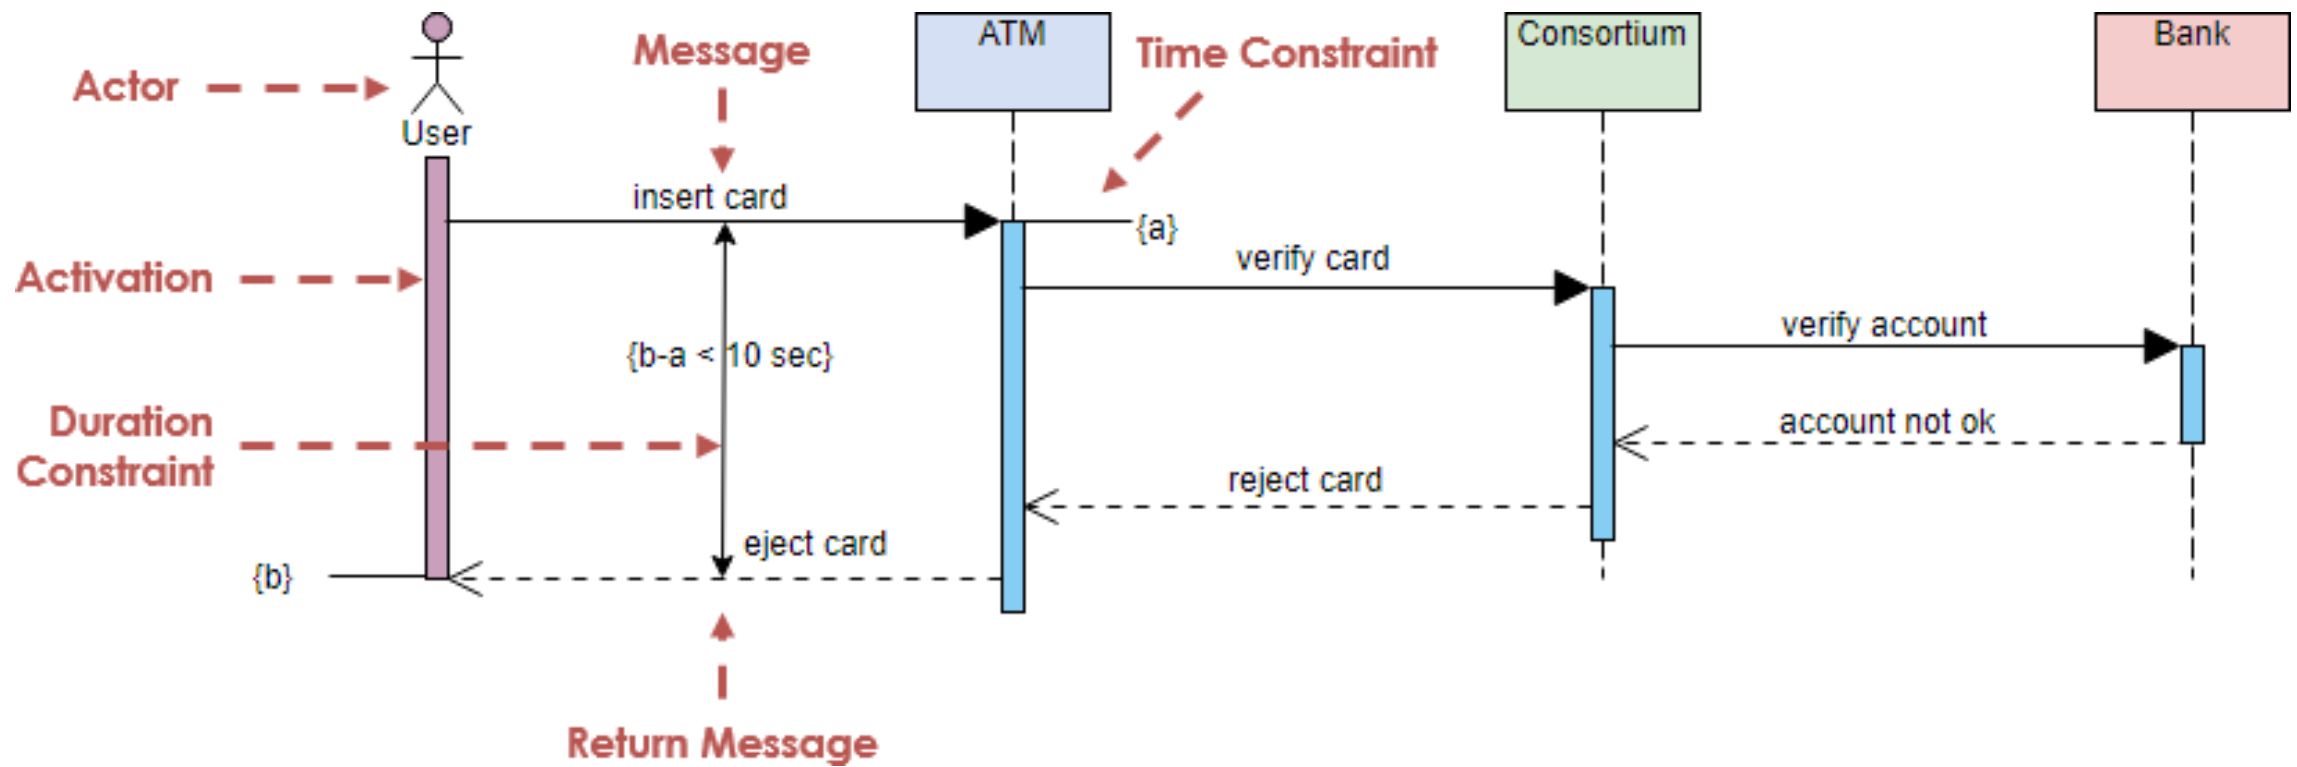 ATM
Consortium
Bank
Message
Time Constraint
Actor
User
insert card
{a}
verify card
Activation
verify account
{b-a < 10 sec}
Duration
Constraint
account not ok
reject card
eject card
{b}
Return Message